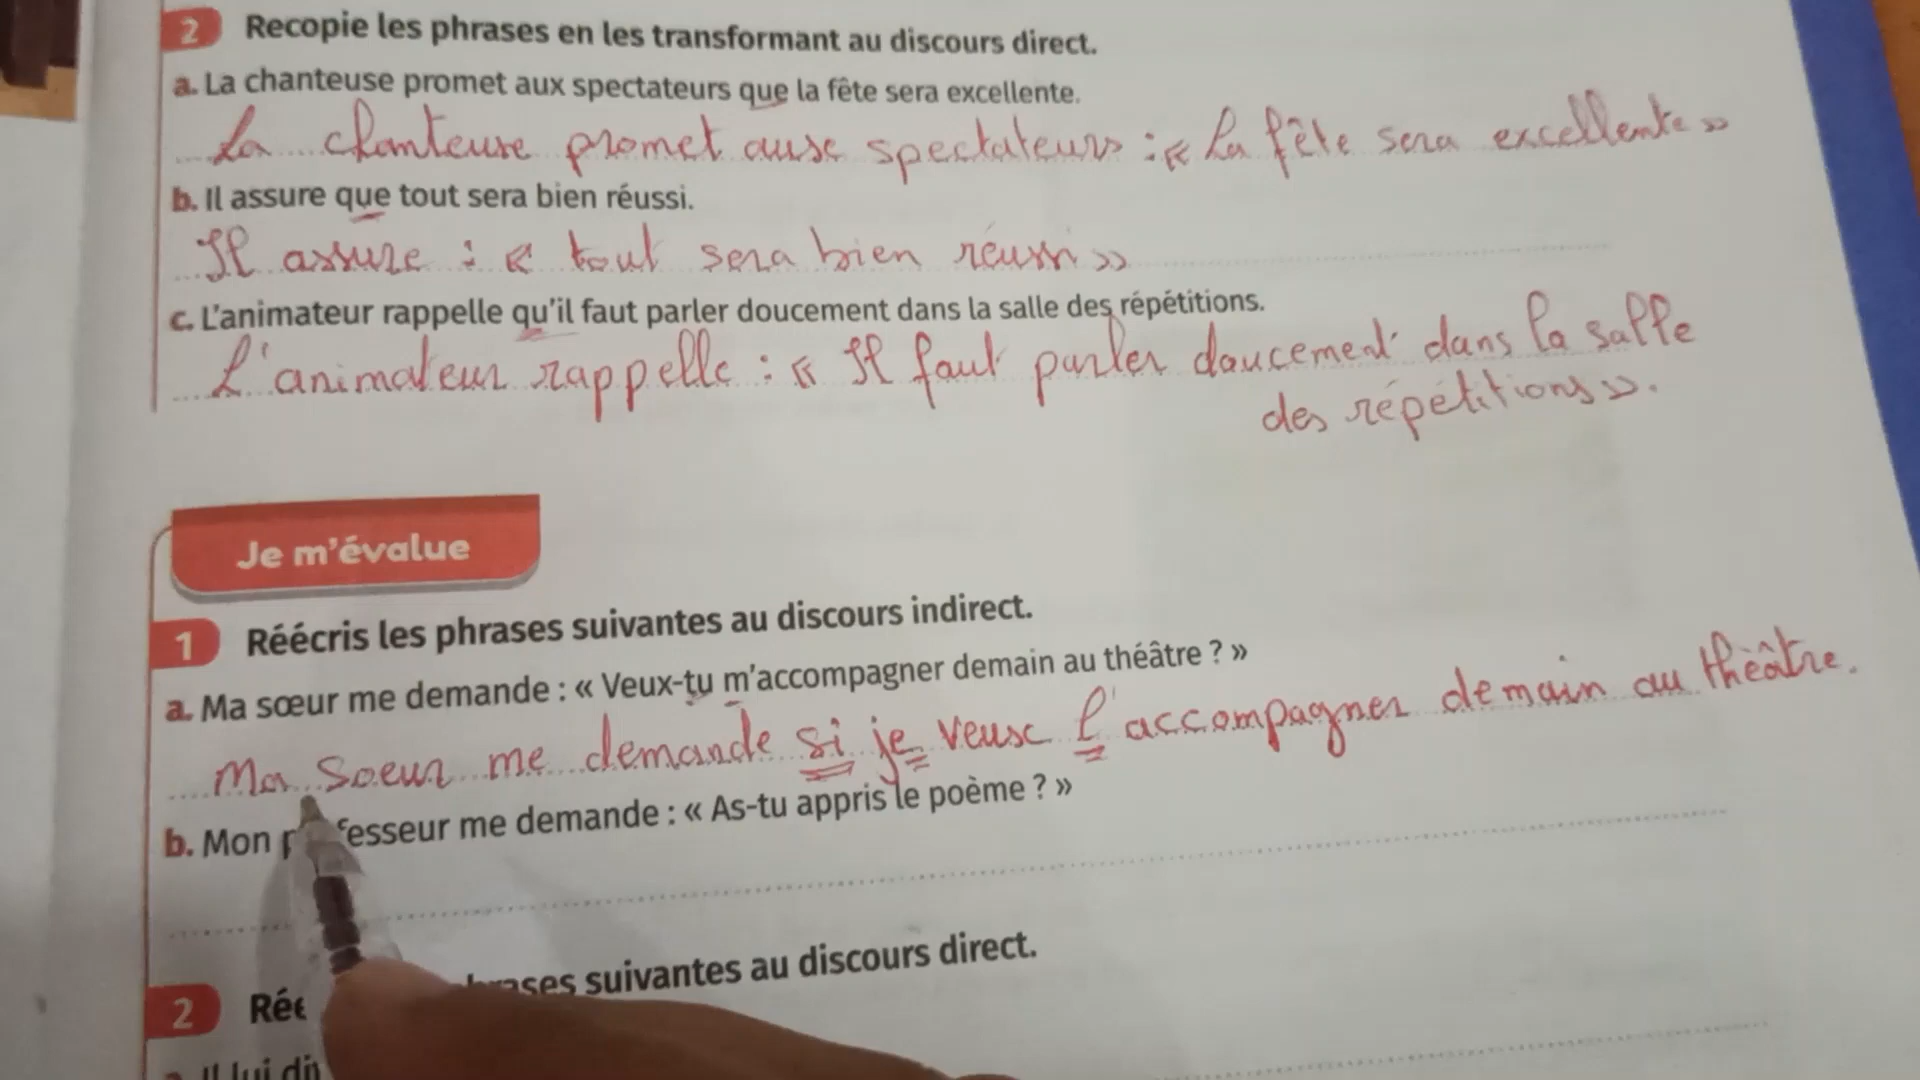 2 Recopie les phrases en les transformant au discours direct.
a. La chanteuse promet aux spectateurs que la fête sera excellente.
La chanteuse promet aux spectateurs : « La fête sera excellente »
b. Il assure que tout sera bien réussi.
Il assure : « tout sera bien réussi »
c. L'animateur rappelle qu'il faut parler doucement dans la salle des répétitions.
L'animateur rappelle : « Il faut parler doucement dans la salle
des répétitions ».
Je m'évalue
1 Réécris les phrases suivantes au discours indirect.
a. Ma sœur me demande : « Veux-tu m'accompagner demain au théâtre ? »
Ma soeur me demande si je veux l'accompagner demain au théâtre.
b. Mon me demande : « As-tu appris le poème ? »
2 suivantes au discours direct.
Il lui